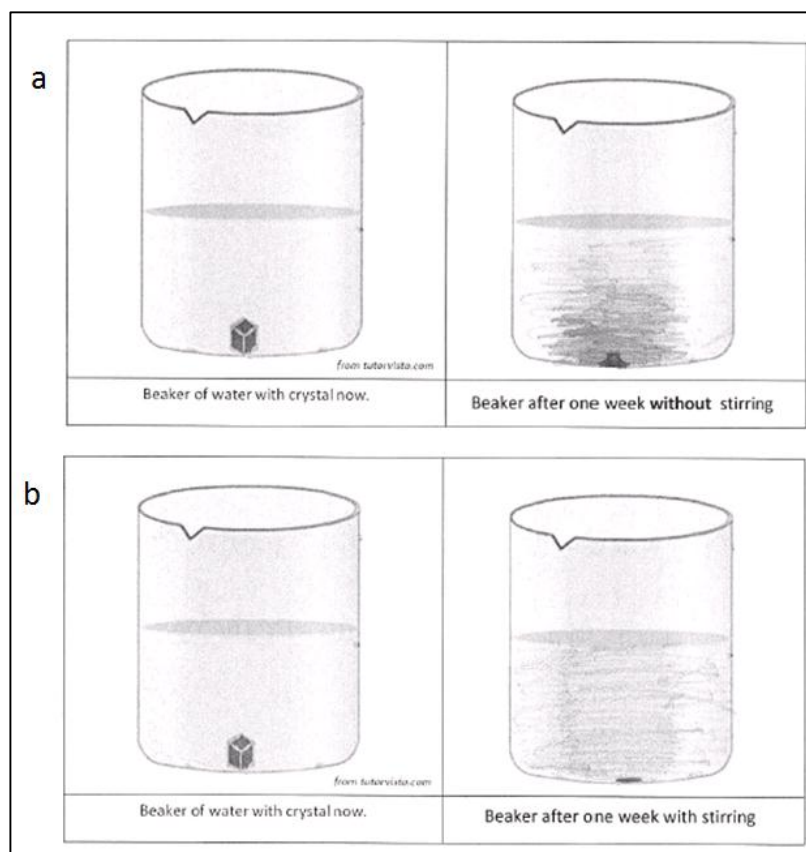 a
from tutorvista.com
Beaker of water with crystal now.
Beaker after one week without stirring
b
from tutorvista.com
Beaker of water with crystal now.
Beaker after one week with stirring